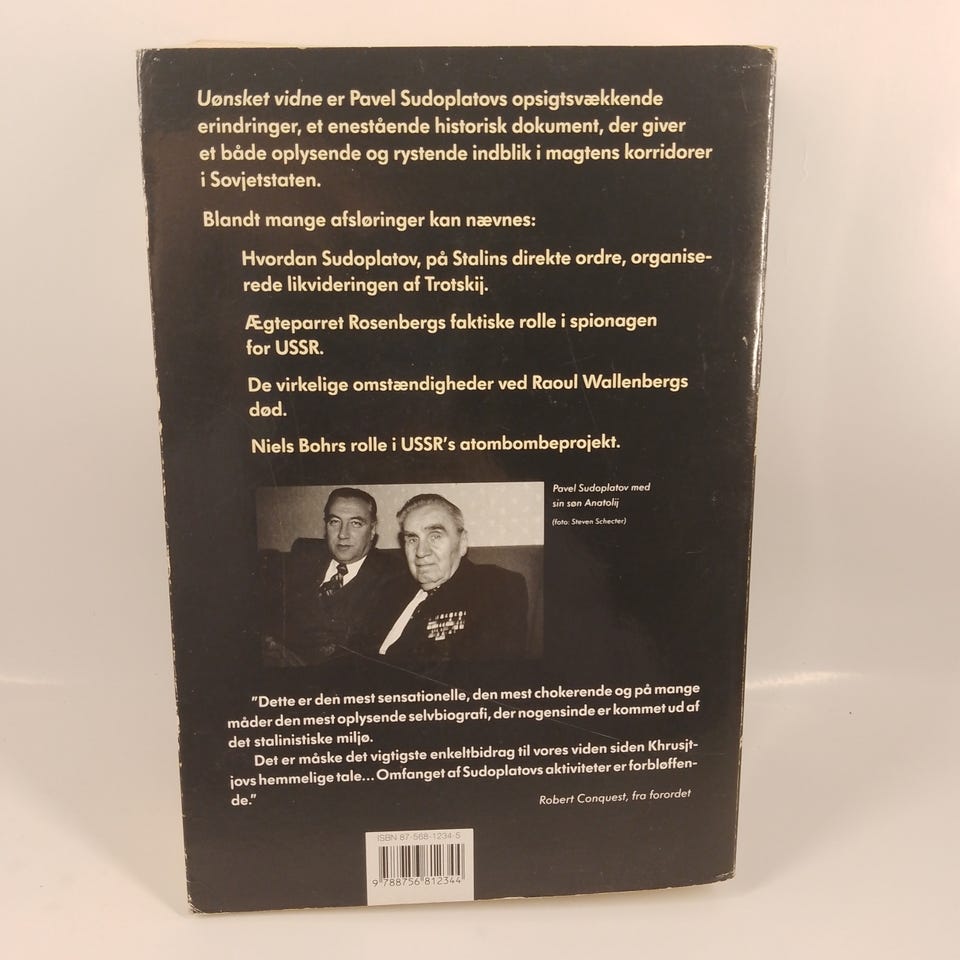 Uønsket vidne er Pavel Sudoplatovs opsigtsvækkende
erindringer, et enestående historisk dokument, der giver
et både oplysende og rystende indblik i magtens korridorer
i Sovjetstaten.
Blandt mange afsløringer kan nævnes:
Hvordan Sudoplatov, på Stalins direkte ordre, organise-
rede likvideringen af Trotskij.
Ægteparret Rosenbergs faktiske rolle i spionagen
for USSR.
De virkelige omstændigheder ved Raoul Wallenbergs
død.
Niels Bohrs rolle i USSR's atombombeprojekt.
Pavel Sudoplatov med
sin søn Anatolij
(foto: Steven Schecter)
"Dette er den mest sensationelle, den mest chokerende og på mange
måder den mest oplysende selvbiografi, der nogensinde er kommet ud af
det stalinistiske miljø.
Det er måske det vigtigste enkeltbidrag til vores viden siden Khrusjt-
jovs hemmelige tale... Omfanget af Sudoplatovs aktiviteter er forbløffen-
de."
Robert Conquest, fra forordet
ISBN 87-568-1234-5
9 788756 812344